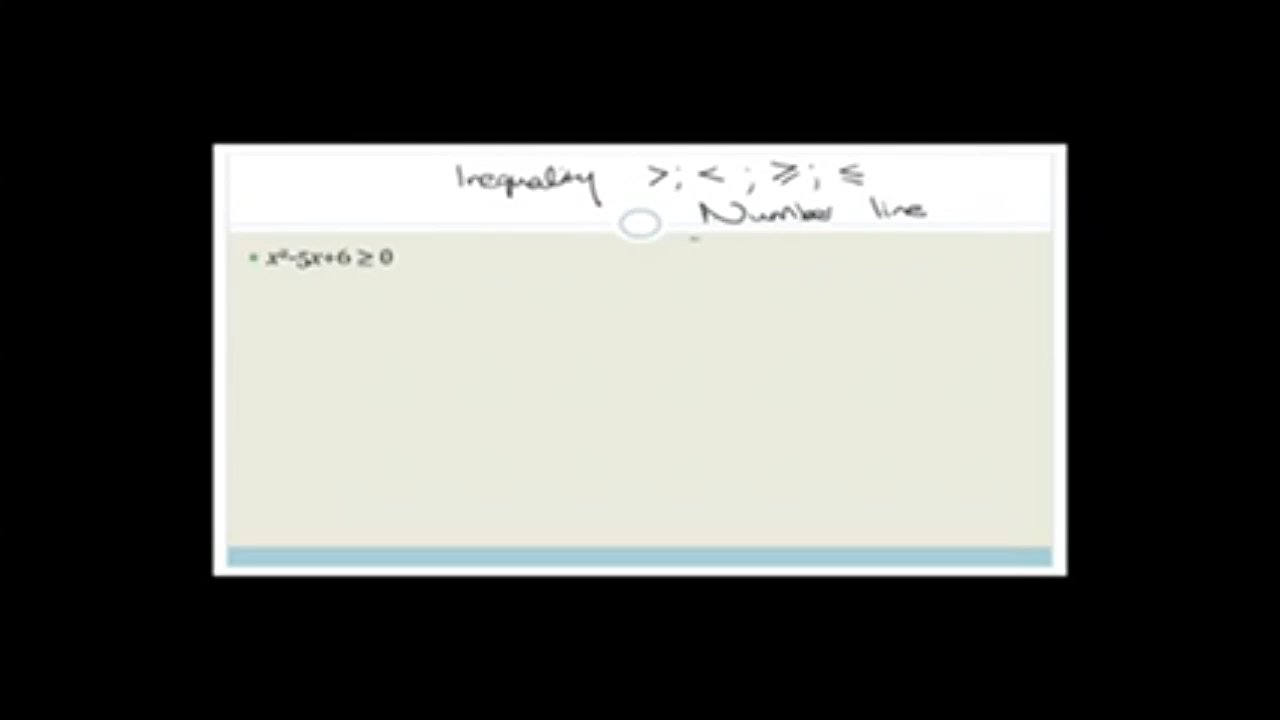 Inequality >; < ; ≥; ≤
Number line
• x²-5x+6 ≥ 0